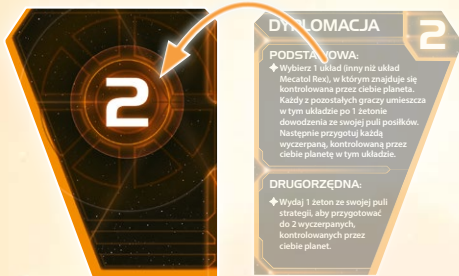 2
DYPLOMACJA
2
PODSTAWOWA:
Wybierz 1 układ (inny niż układ
Mecatol Rex), w którym znajduje się
kontrolowana przez ciebie planeta.
Każdy z pozostałych graczy umieszcza
w tym układzie po 1 żetonie
dowodzenia ze swojej puli posiłków.
Następnie przygotuj każdą
wyczerpaną, kontrolowaną przez
ciebie planetę w tym układzie.
DRUGORZĘDNA:
Wydaj 1 żeton ze swojej puli
strategii, aby przygotować
do 2 wyczerpanych,
kontrolowanych przez
ciebie planet.